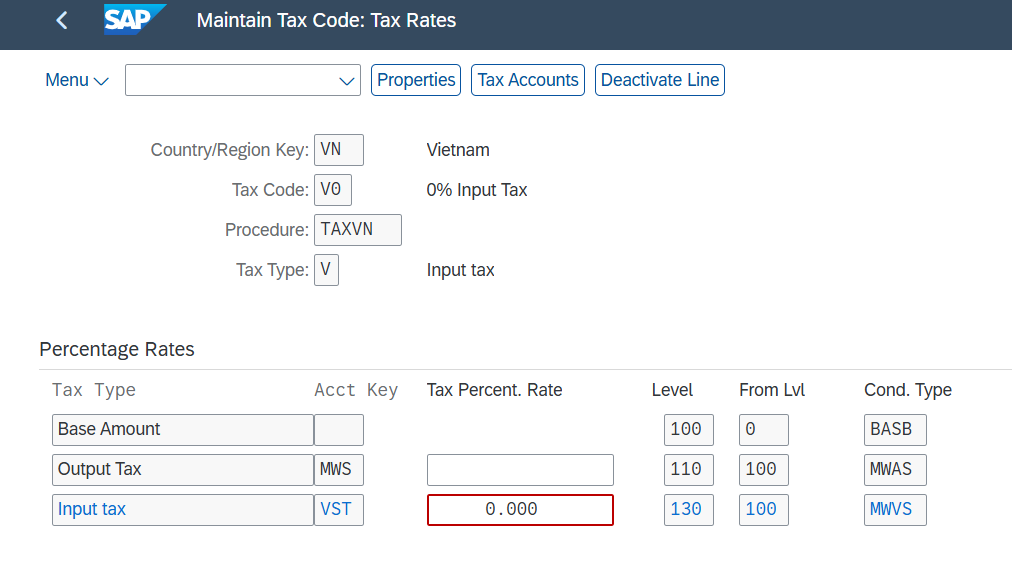 SAP Maintain Tax Code: Tax Rates
Menu Properties Tax Accounts Deactivate Line
Country/Region Key: VN Vietnam
Tax Code: V0 0% Input Tax
Procedure: TAXVN
Tax Type: V Input tax
Percentage Rates
Tax Type Acct Key Tax Percent. Rate Level From Lvl Cond. Type
Base Amount 100 0 BASB
Output Tax MWS 110 100 MWAS
Input tax VST 0.000 130 100 MWVS